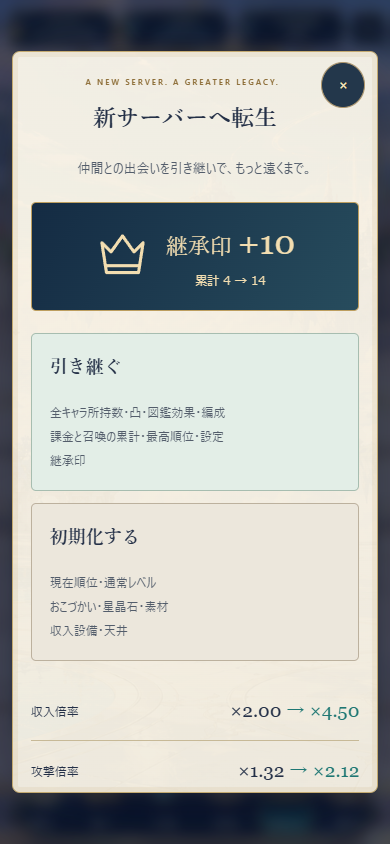 A NEW SERVER. A GREATER LEGACY.
×
新サーバーへ転生
仲間との出会いを引き継いで、もっと遠くまで。
継承印 +10
累計 4 → 14
引き継ぐ
全キャラ所持数・凸・図鑑効果・編成
課金と召喚の累計・最高順位・設定
継承印
初期化する
現在順位・通常レベル
おこづかい・星晶石・素材
収入設備・天井
収入倍率 ×2.00 → ×4.50
攻撃倍率 ×1.32 → ×2.12